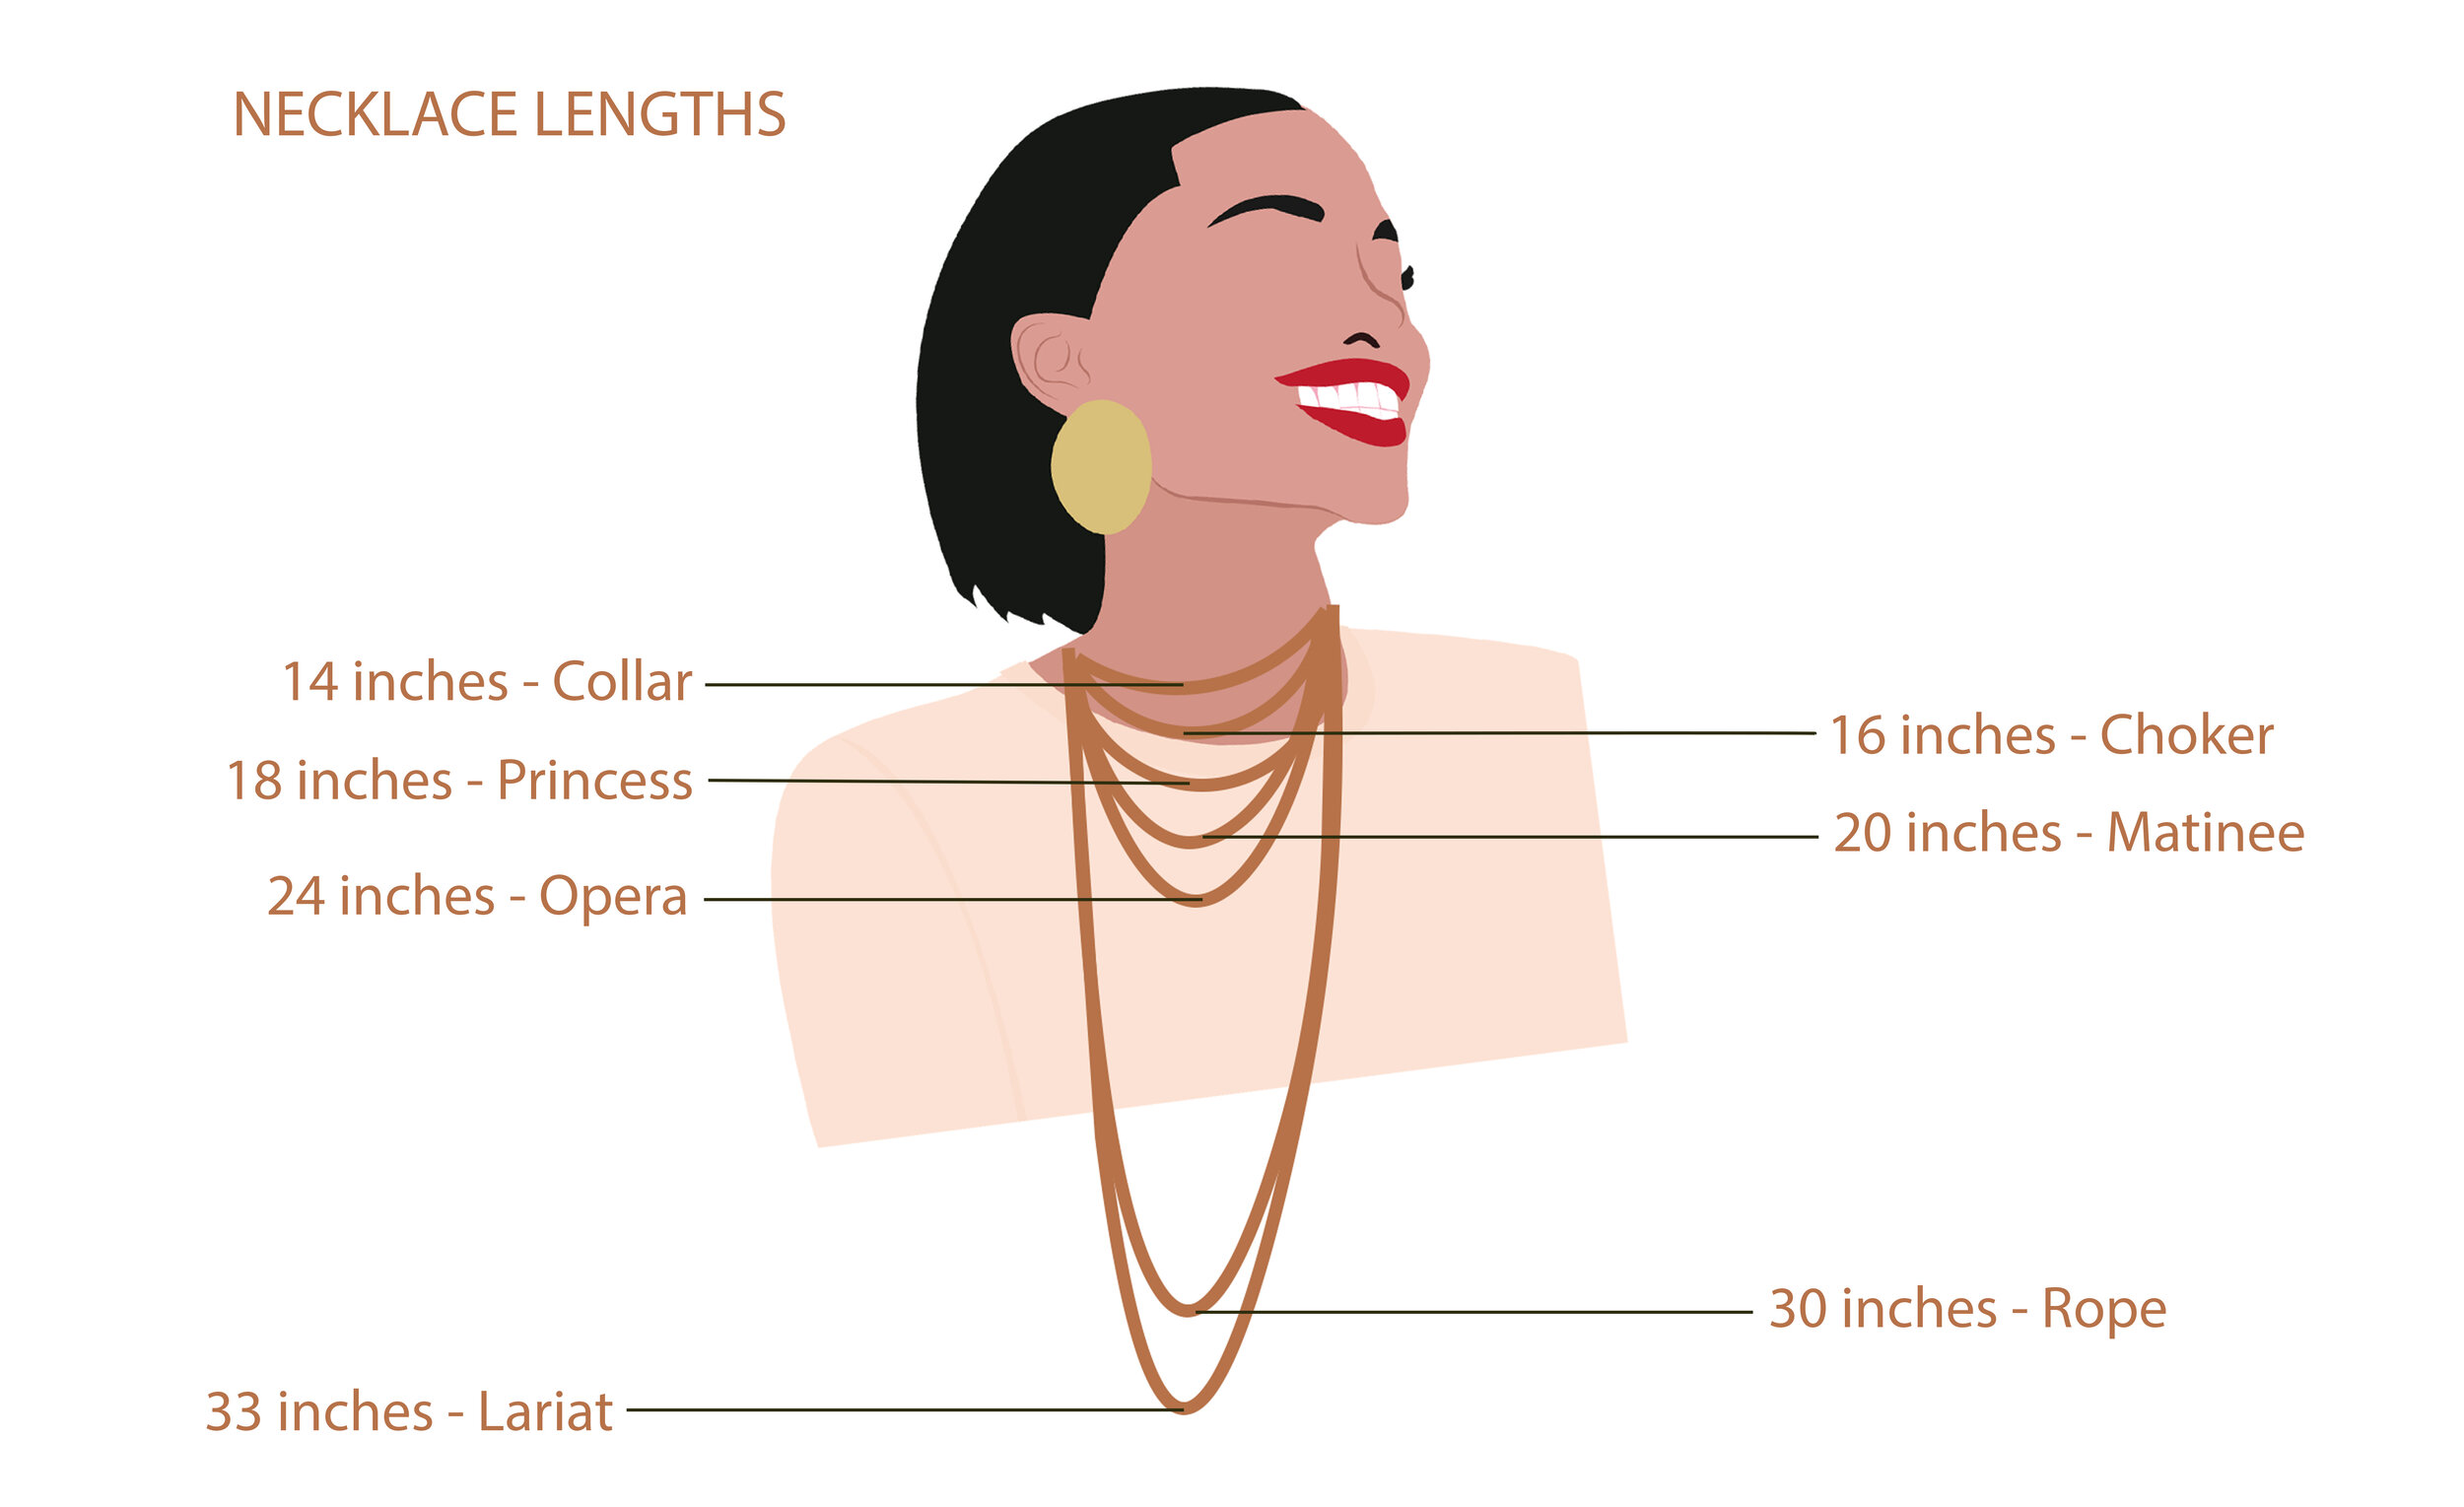 NECKLACE LENGTHS
14 inches - Collar
16 inches - Choker
18 inches - Princess
20 inches - Matinee
24 inches - Opera
30 inches - Rope
33 inches - Lariat